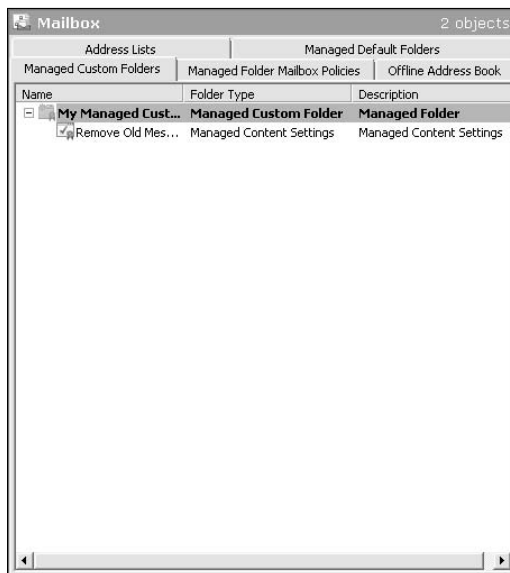 Mailbox 2 objects
Address Lists Managed Default Folders
Managed Custom Folders Managed Folder Mailbox Policies Offline Address Book
Name Folder Type Description
My Managed Cust... Managed Custom Folder Managed Folder
Remove Old Mes... Managed Content Settings Managed Content Settings